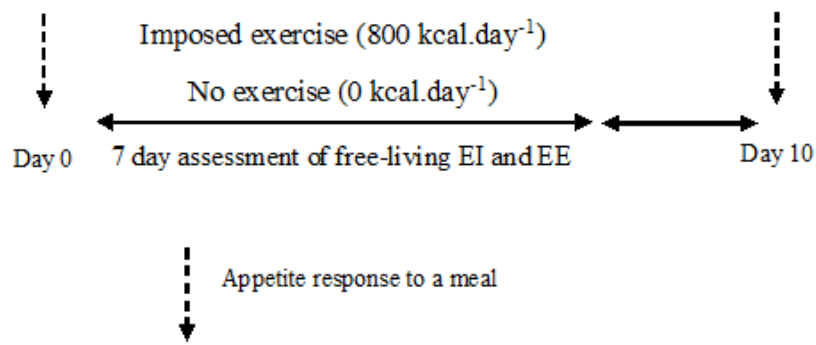 Imposed exercise (800 kcal.day⁻¹)
No exercise (0 kcal.day⁻¹)
Day 0 7 day assessment of free-living EI and EE Day 10
Appetite response to a meal